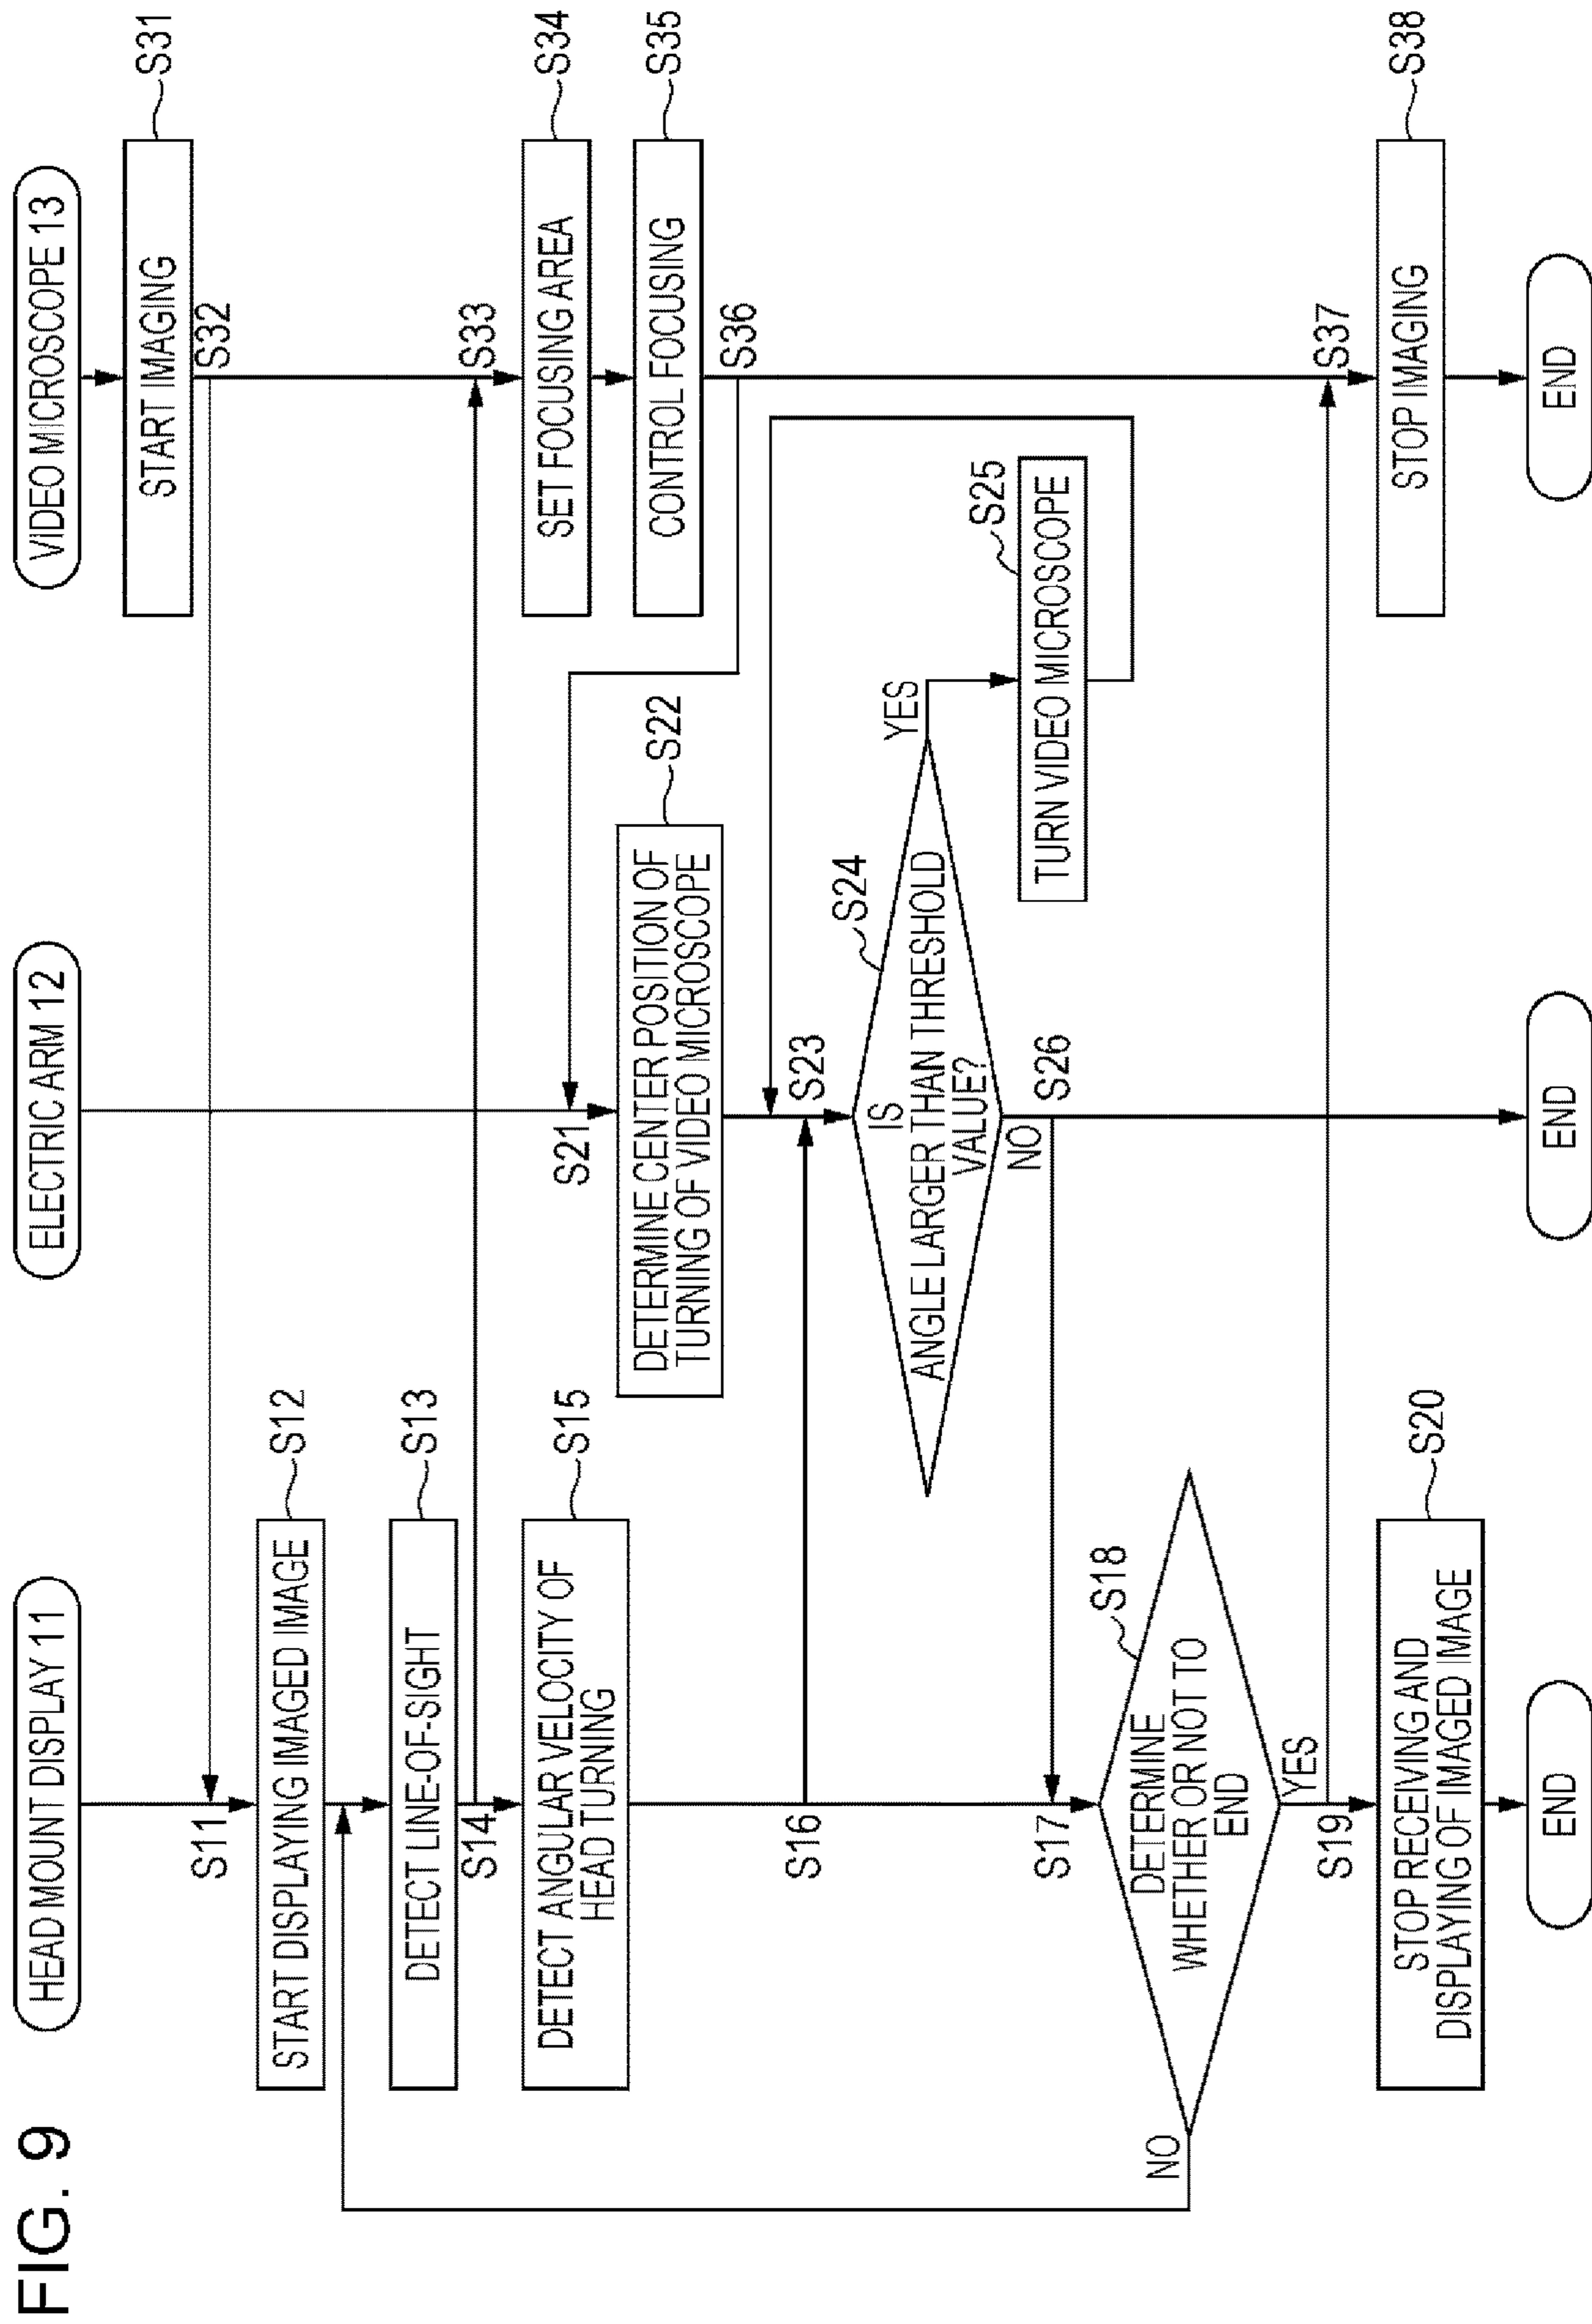 FIG. 9
HEAD MOUNT DISPLAY 11
S11
START DISPLAYING IMAGED IMAGE
S12
DETECT LINE-OF-SIGHT
S13
S14
DETECT ANGULAR VELOCITY OF
HEAD TURNING
S15
S16
S17
DETERMINE
WHETHER OR NOT TO
END
S18
NO
YES
S19
STOP RECEIVING AND
DISPLAYING OF IMAGED IMAGE
S20
END
ELECTRIC ARM 12
S21
DETERMINE CENTER POSITION OF
TURNING OF VIDEO MICROSCOPE
S22
S23
IS
ANGLE LARGER THAN THRESHOLD
VALUE?
S24
YES
NO
TURN VIDEO MICROSCOPE
S25
S26
END
VIDEO MICROSCOPE 13
START IMAGING
S31
S32
S33
SET FOCUSING AREA
S34
CONTROL FOCUSING
S35
S36
S37
STOP IMAGING
S38
END